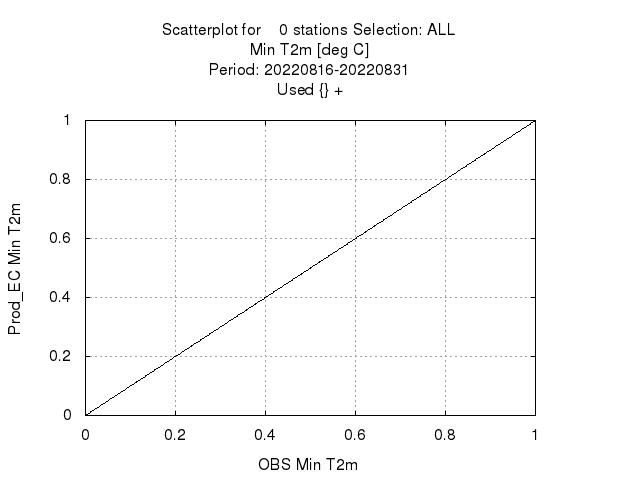 Scatterplot for    0 stations Selection: ALL
Min T2m [deg C]
Period: 20220816-20220831
Used {} +
1
0.8
0.6
0.4
0.2
0
Prod_EC Min T2m
0 0.2 0.4 0.6 0.8 1
OBS Min T2m